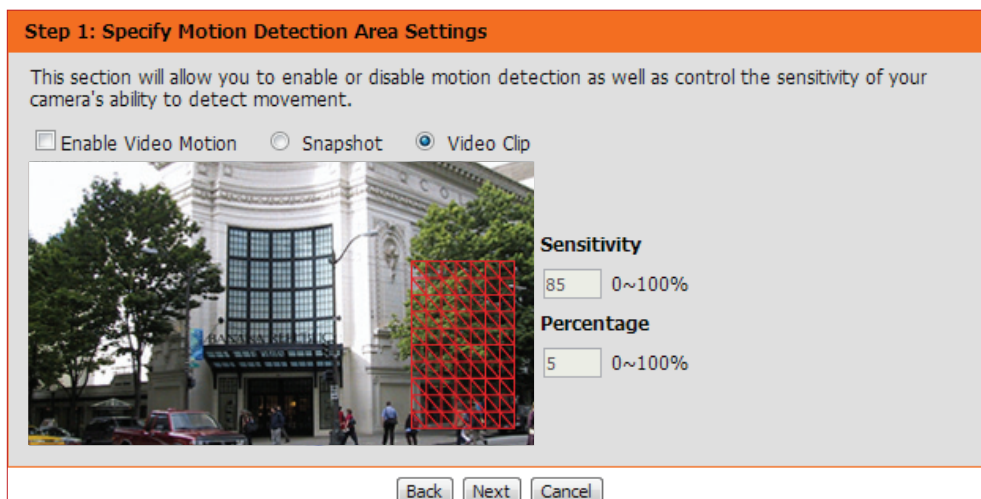 Step 1: Specify Motion Detection Area Settings
This section will allow you to enable or disable motion detection as well as control the sensitivity of your
camera's ability to detect movement.
Enable Video Motion Snapshot Video Clip
Sensitivity
85 0~100%
Percentage
5 0~100%
Back Next Cancel